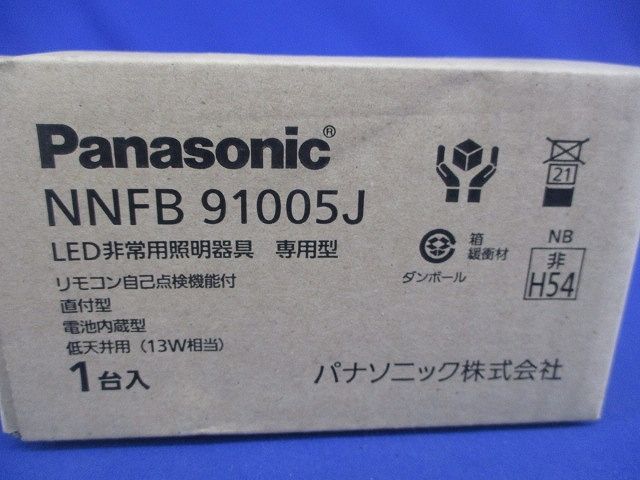 Panasonic®
NNFB 91005J
LED非常用照明器具 専用型
リモコン自己点検機能付
直付型
電池内蔵型
低天井用（13W相当）
1台入
21
箱
緩衝材
ダンボール
NB
非
H54
パナソニック株式会社